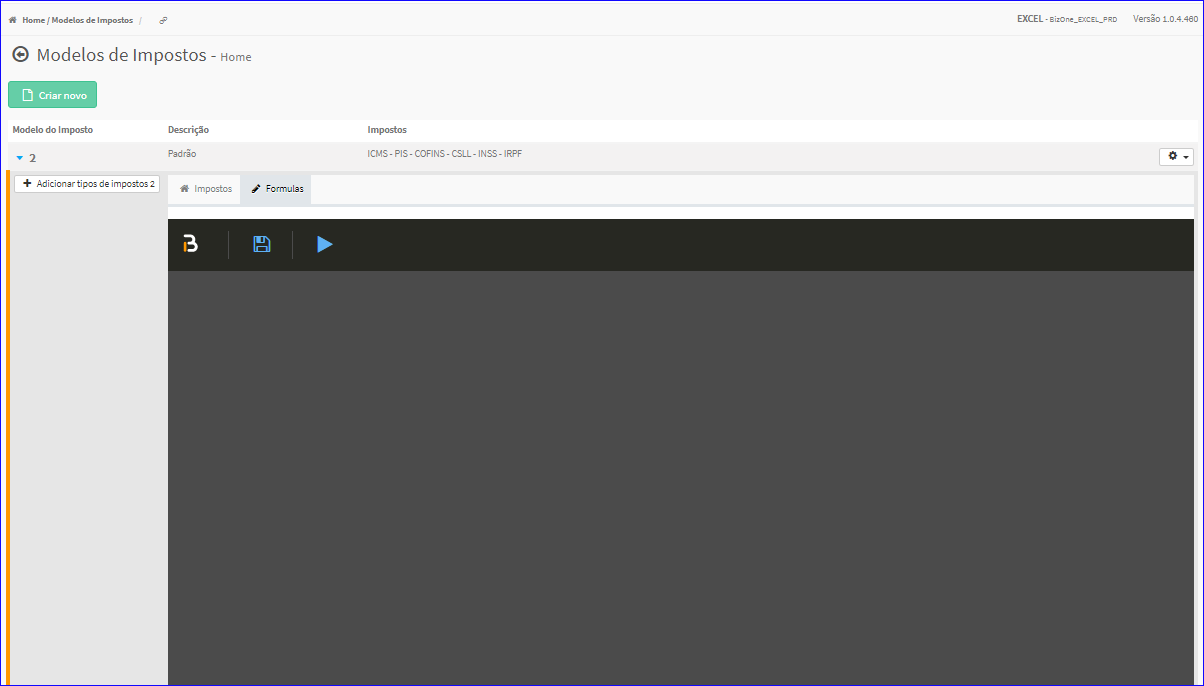 Home / Modelos de Impostos /
EXCEL - BizOne_EXCEL_PRD Versão 1.0.4.460
Modelos de Impostos - Home
Criar novo
Modelo do Imposto Descrição Impostos
2 Padrão ICMS - PIS - COFINS - CSLL - INSS - IRPF
Adicionar tipos de impostos 2 Impostos Formulas